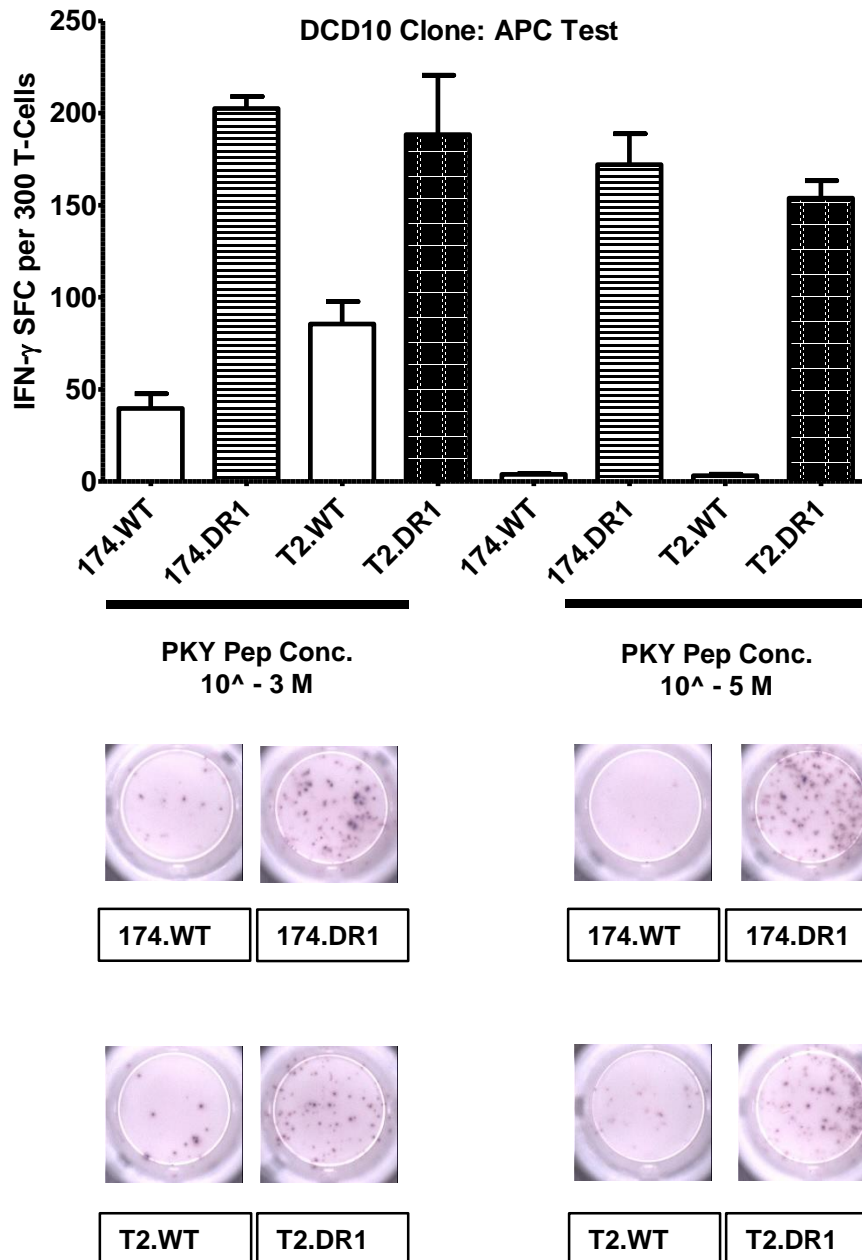 DCD10 Clone: APC Test
IFN-γ SFC per 300 T-Cells
250
200
150
100
50
0
174.WT
174.DR1
T2.WT
T2.DR1
174.WT
174.DR1
T2.WT
T2.DR1
PKY Pep Conc.
10^ - 3 M
PKY Pep Conc.
10^ - 5 M
174.WT
174.DR1
174.WT
174.DR1
T2.WT
T2.DR1
T2.WT
T2.DR1